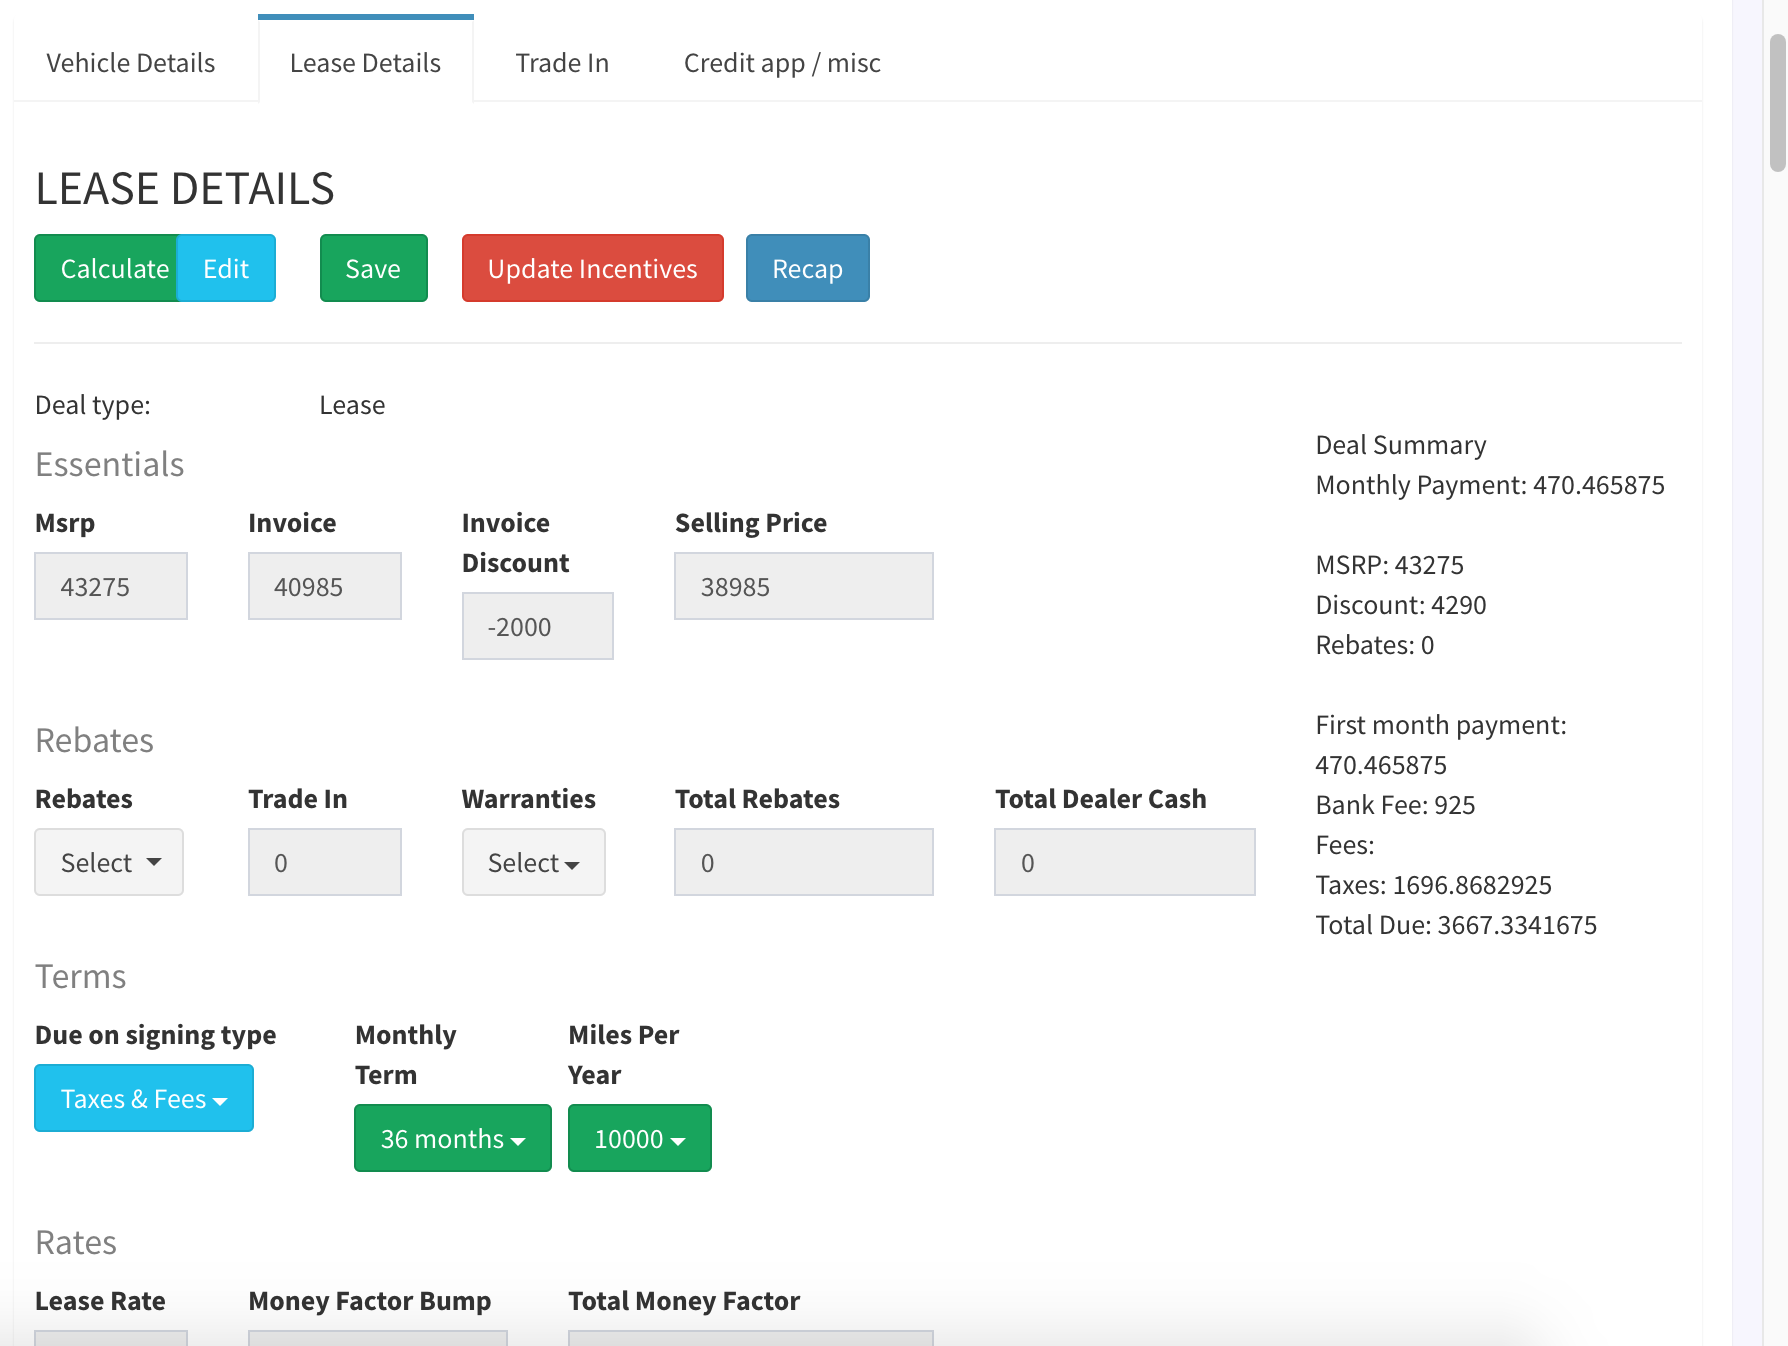 Vehicle Details
Lease Details
Trade In
Credit app / misc
LEASE DETAILS
Calculate
Edit
Save
Update Incentives
Recap
Deal type:
Lease
Essentials
Msrp
Invoice
Invoice
Discount
Selling Price
43275
40985
-2000
38985
Rebates
Rebates
Trade In
Warranties
Total Rebates
Total Dealer Cash
Select
0
Select
0
0
Terms
Due on signing type
Monthly
Term
Miles Per
Year
Taxes & Fees
36 months
10000
Rates
Lease Rate
Money Factor Bump
Total Money Factor
Deal Summary
Monthly Payment: 470.465875
MSRP: 43275
Discount: 4290
Rebates: 0
First month payment:
470.465875
Bank Fee: 925
Fees:
Taxes: 1696.8682925
Total Due: 3667.3341675